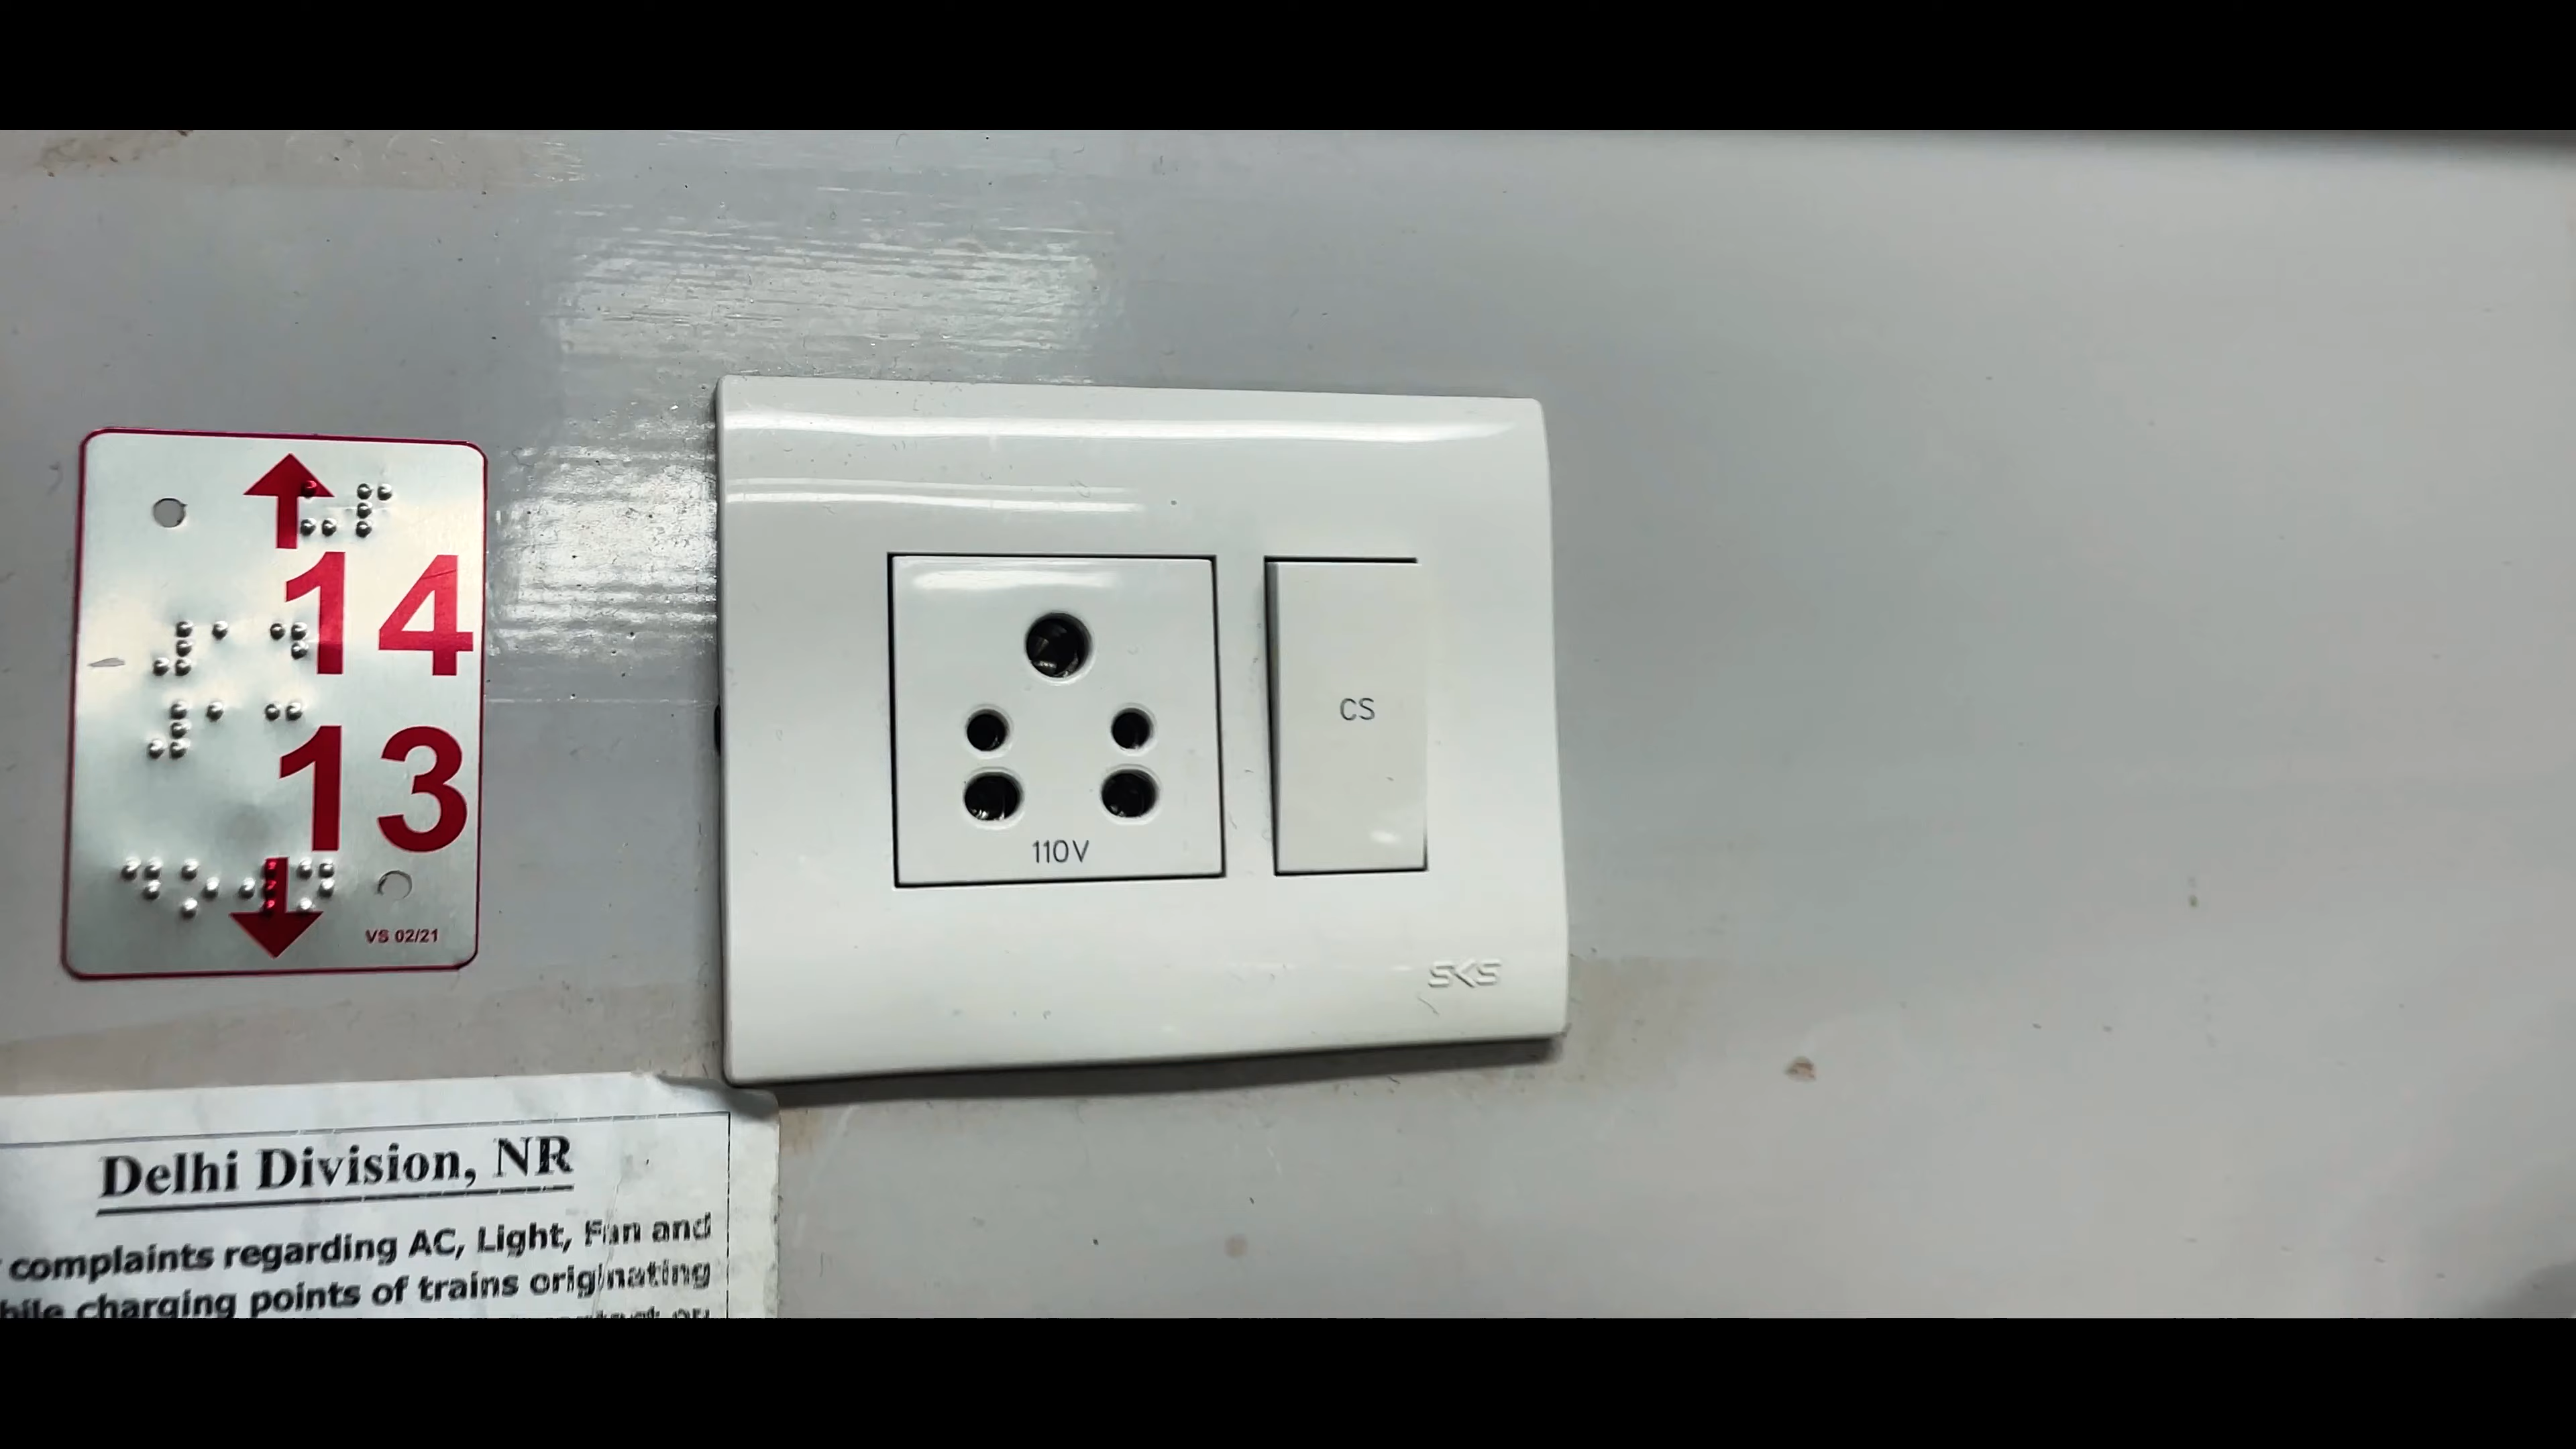 14
13
VS 02/21
110V
CS
SKS
Delhi Division, NR
complaints regarding AC, Light, Fan and
charging points of trains originating